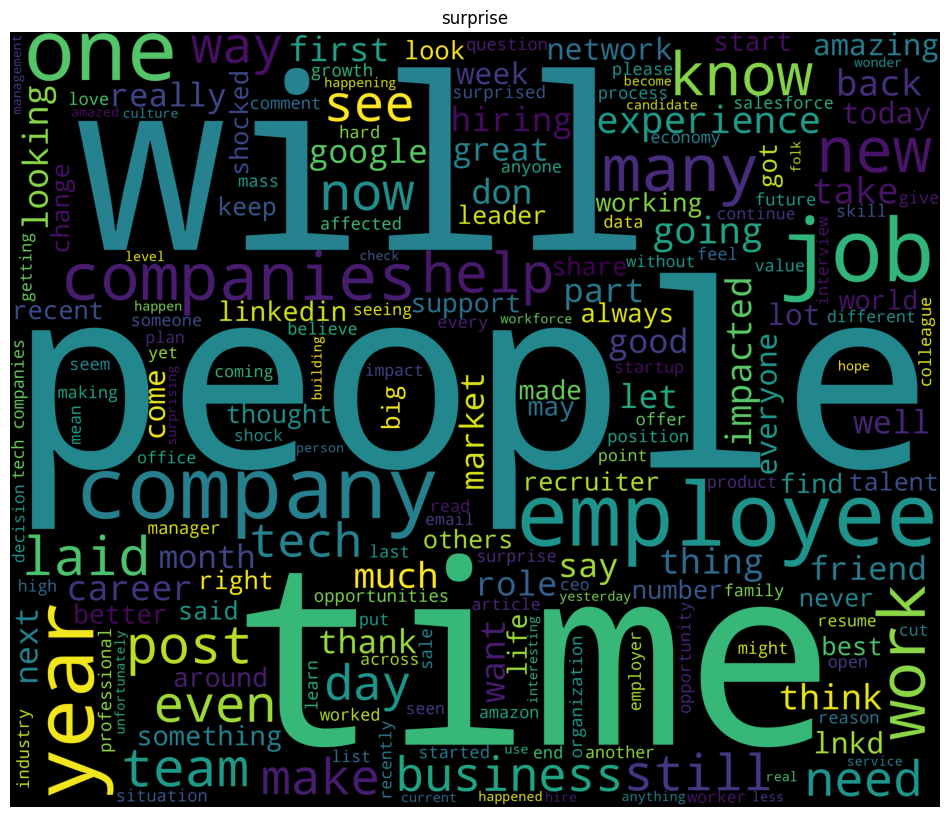 surprise
management
one
way
first
look
question
network
start
amazing
wonder
growth
happening
please
become
know
back
love
really
amazed
culture
shocked
comment
see
week
surprised
process
candidate
salesforce
today
looking
will
hard
google
hiring
great
experience
economy
new
change
mass
now
don
anyone
many
got
folk
take
give
keep
affected
leader
working
data
continue
future
skill
interview
going
without
feel
value
job
getting
level
check
companies
help
share
part
world
recent
happen
someone
linkedin
seeing
support
believe
every
workforce
always
impacted
lot
different
colleague
plan
yet
people
good
startup
seem
surprising
coming
building
impact
hope
making
come
mean
thought
big
market
made
may
let
offer
everyone
well
tech companies
shock
position
office
person
point
company
recruiter
product
find
talent
decision
manager
read
email
employee
tech
others
laid
month
last
surprise
say
thing
friend
high
career
right
much
role
ceo
number
family
never
opportunities
article
yesterday
better
said
put
time
want
life
resume
cut
next
year
professional
unfortunately
post
thank
across
sale
interesting
employer
opportunity
might
best
open
work
around
learn
day
organization
think
reason
even
worked
seen
amazon
lnkd
something
list
recently
started
use
end
another
service
industry
team
make
business
still
real
need
situation
current
happened
hire
anything
worker
less